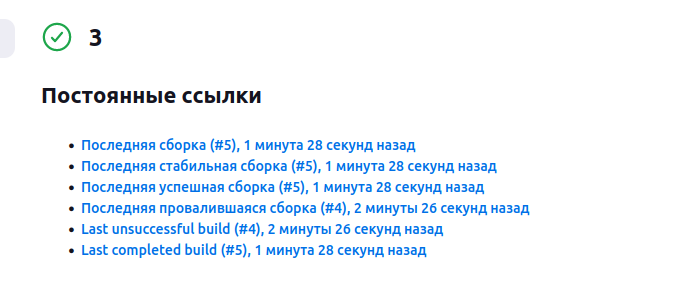 3
Постоянные ссылки
Последняя сборка (#5), 1 минута 28 секунд назад
Последняя стабильная сборка (#5), 1 минута 28 секунд назад
Последняя успешная сборка (#5), 1 минута 28 секунд назад
Последняя провалившаяся сборка (#4), 2 минуты 26 секунд назад
Last unsuccessful build (#4), 2 минуты 26 секунд назад
Last completed build (#5), 1 минута 28 секунд назад